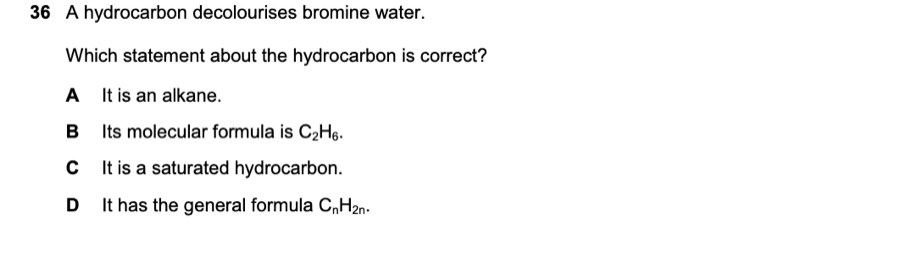 36 A hydrocarbon decolourises bromine water.
Which statement about the hydrocarbon is correct?
A It is an alkane.
B Its molecular formula is C₂H₆.
C It is a saturated hydrocarbon.
D It has the general formula CₙH₂ₙ.